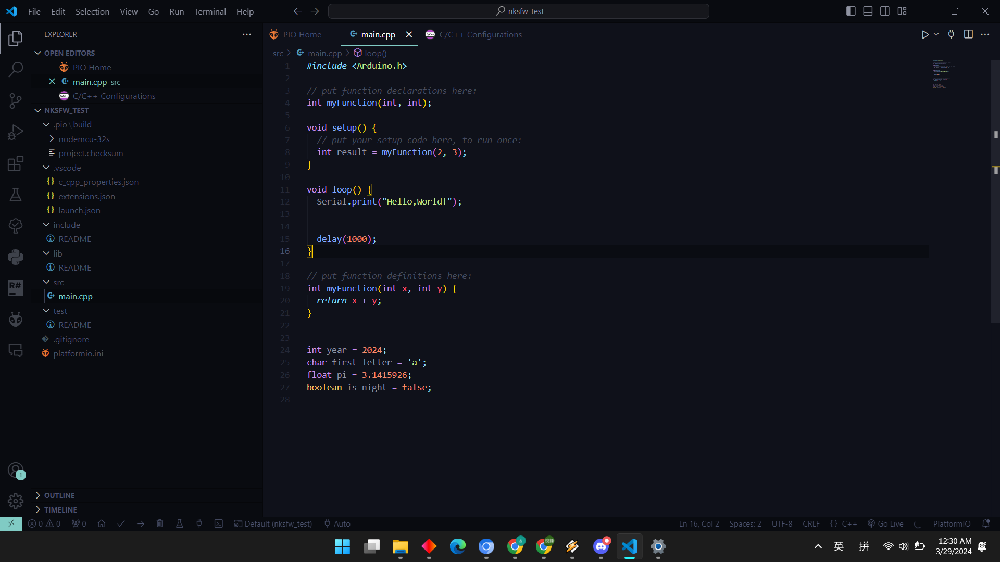 File Edit Selection View Go Run Terminal Help nksfw_test
EXPLORER
OPEN EDITORS
PIO Home
main.cpp src
C/C++ Configurations
NKSFW_TEST
.pio\build
nodemcu-32s
project.checksum
.vscode
c_cpp_properties.json
extensions.json
launch.json
include
README
lib
README
src
main.cpp
test
README
.gitignore
platformio.ini
OUTLINE
TIMELINE
PIO Home main.cpp C/C++ Configurations
src > main.cpp > loop()
1 #include <Arduino.h>
2
3 // put function declarations here:
4 int myFunction(int, int);
5
6 void setup() {
7 // put your setup code here, to run once:
8 int result = myFunction(2, 3);
9 }
10
11 void loop() {
12 Serial.print("Hello,World!");
13
14
15 delay(1000);
16 }
17
18 // put function definitions here:
19 int myFunction(int x, int y) {
20 return x + y;
21 }
22
23
24 int year = 2024;
25 char first_letter = 'a';
26 float pi = 3.1415926;
27 boolean is_night = false;
28
1
0 0 0 Default (nksfw_test) Auto Ln 16, Col 2 Spaces: 2 UTF-8 CRLF {} C++ Go Live PlatformIO
英 拼 12:30 AM
3/29/2024